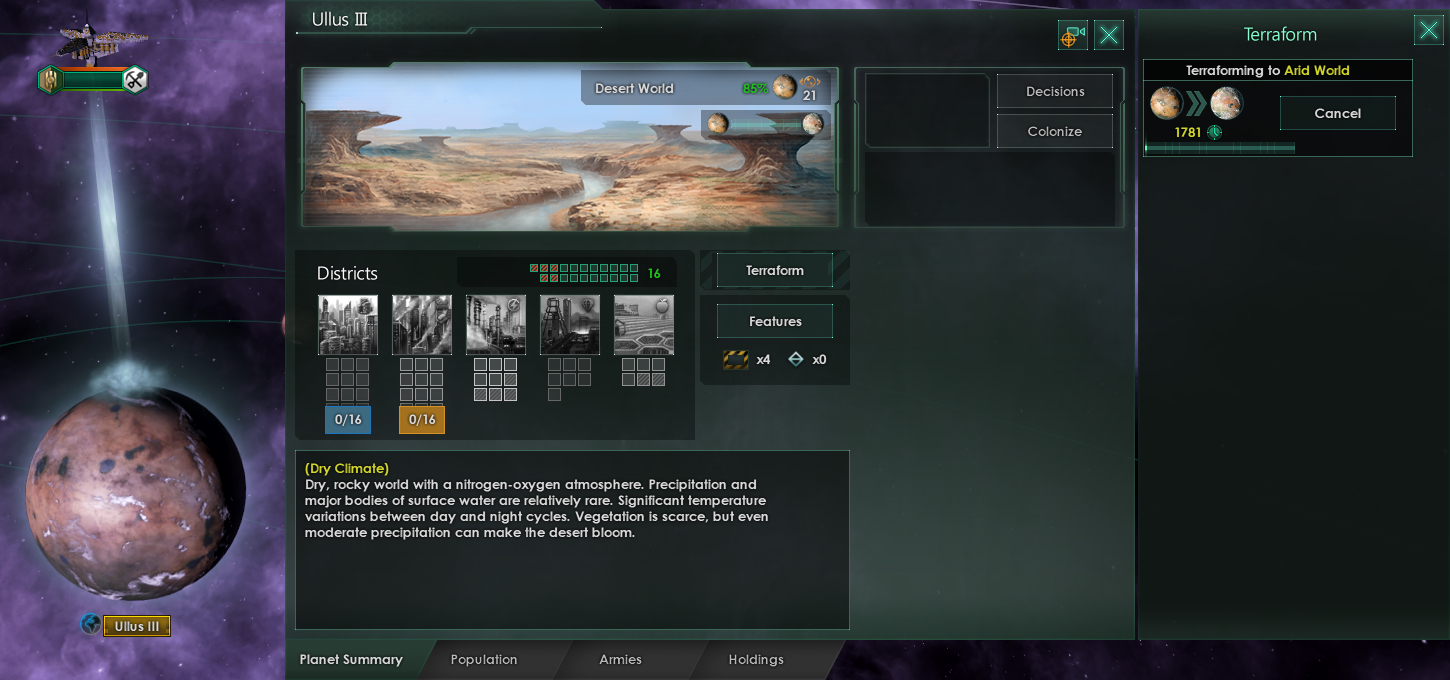 Ullus III
Desert World
85%
21
Decisions
Colonize
Terraform
Terraforming to Arid World
1781
Cancel
Districts
16
0/16
0/16
Terraform
Features
x4
x0
(Dry Climate)
Dry, rocky world with a nitrogen-oxygen atmosphere. Precipitation and
major bodies of surface water are relatively rare. Significant temperature
variations between day and night cycles. Vegetation is scarce, but even
moderate precipitation can make the desert bloom.
Ullus III
Planet Summary
Population
Armies
Holdings